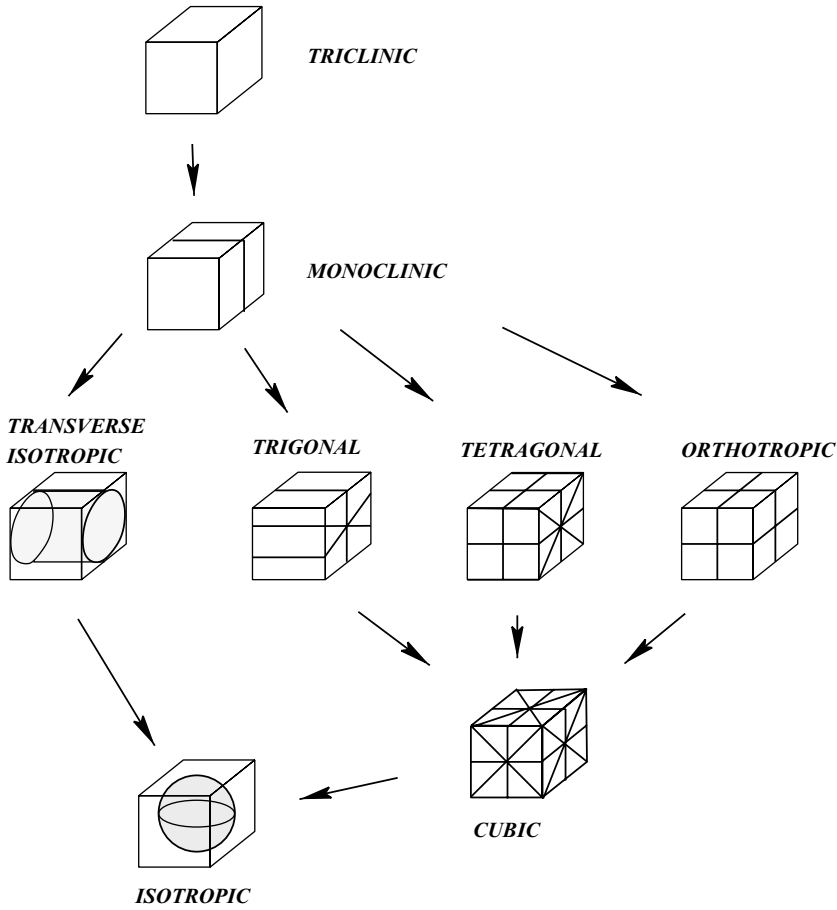 TRICLINIC
MONOCLINIC
TRANSVERSE
ISOTROPIC
TRIGONAL
TETRAGONAL
ORTHOTROPIC
CUBIC
ISOTROPIC